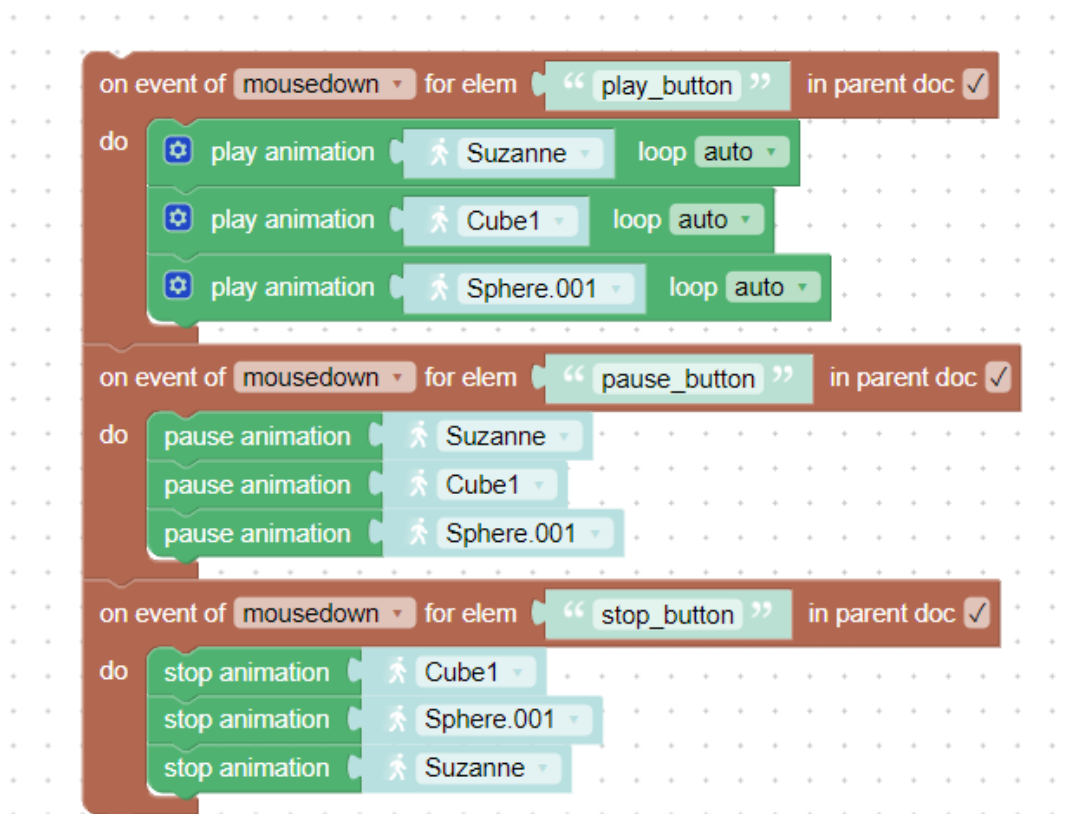 on event of mousedown for elem “ play_button ” in parent doc ✓
do play animation Suzanne loop auto
play animation Cube1 loop auto
play animation Sphere.001 loop auto
on event of mousedown for elem “ pause_button ” in parent doc ✓
do pause animation Suzanne
pause animation Cube1
pause animation Sphere.001
on event of mousedown for elem “ stop_button ” in parent doc ✓
do stop animation Cube1
stop animation Sphere.001
stop animation Suzanne